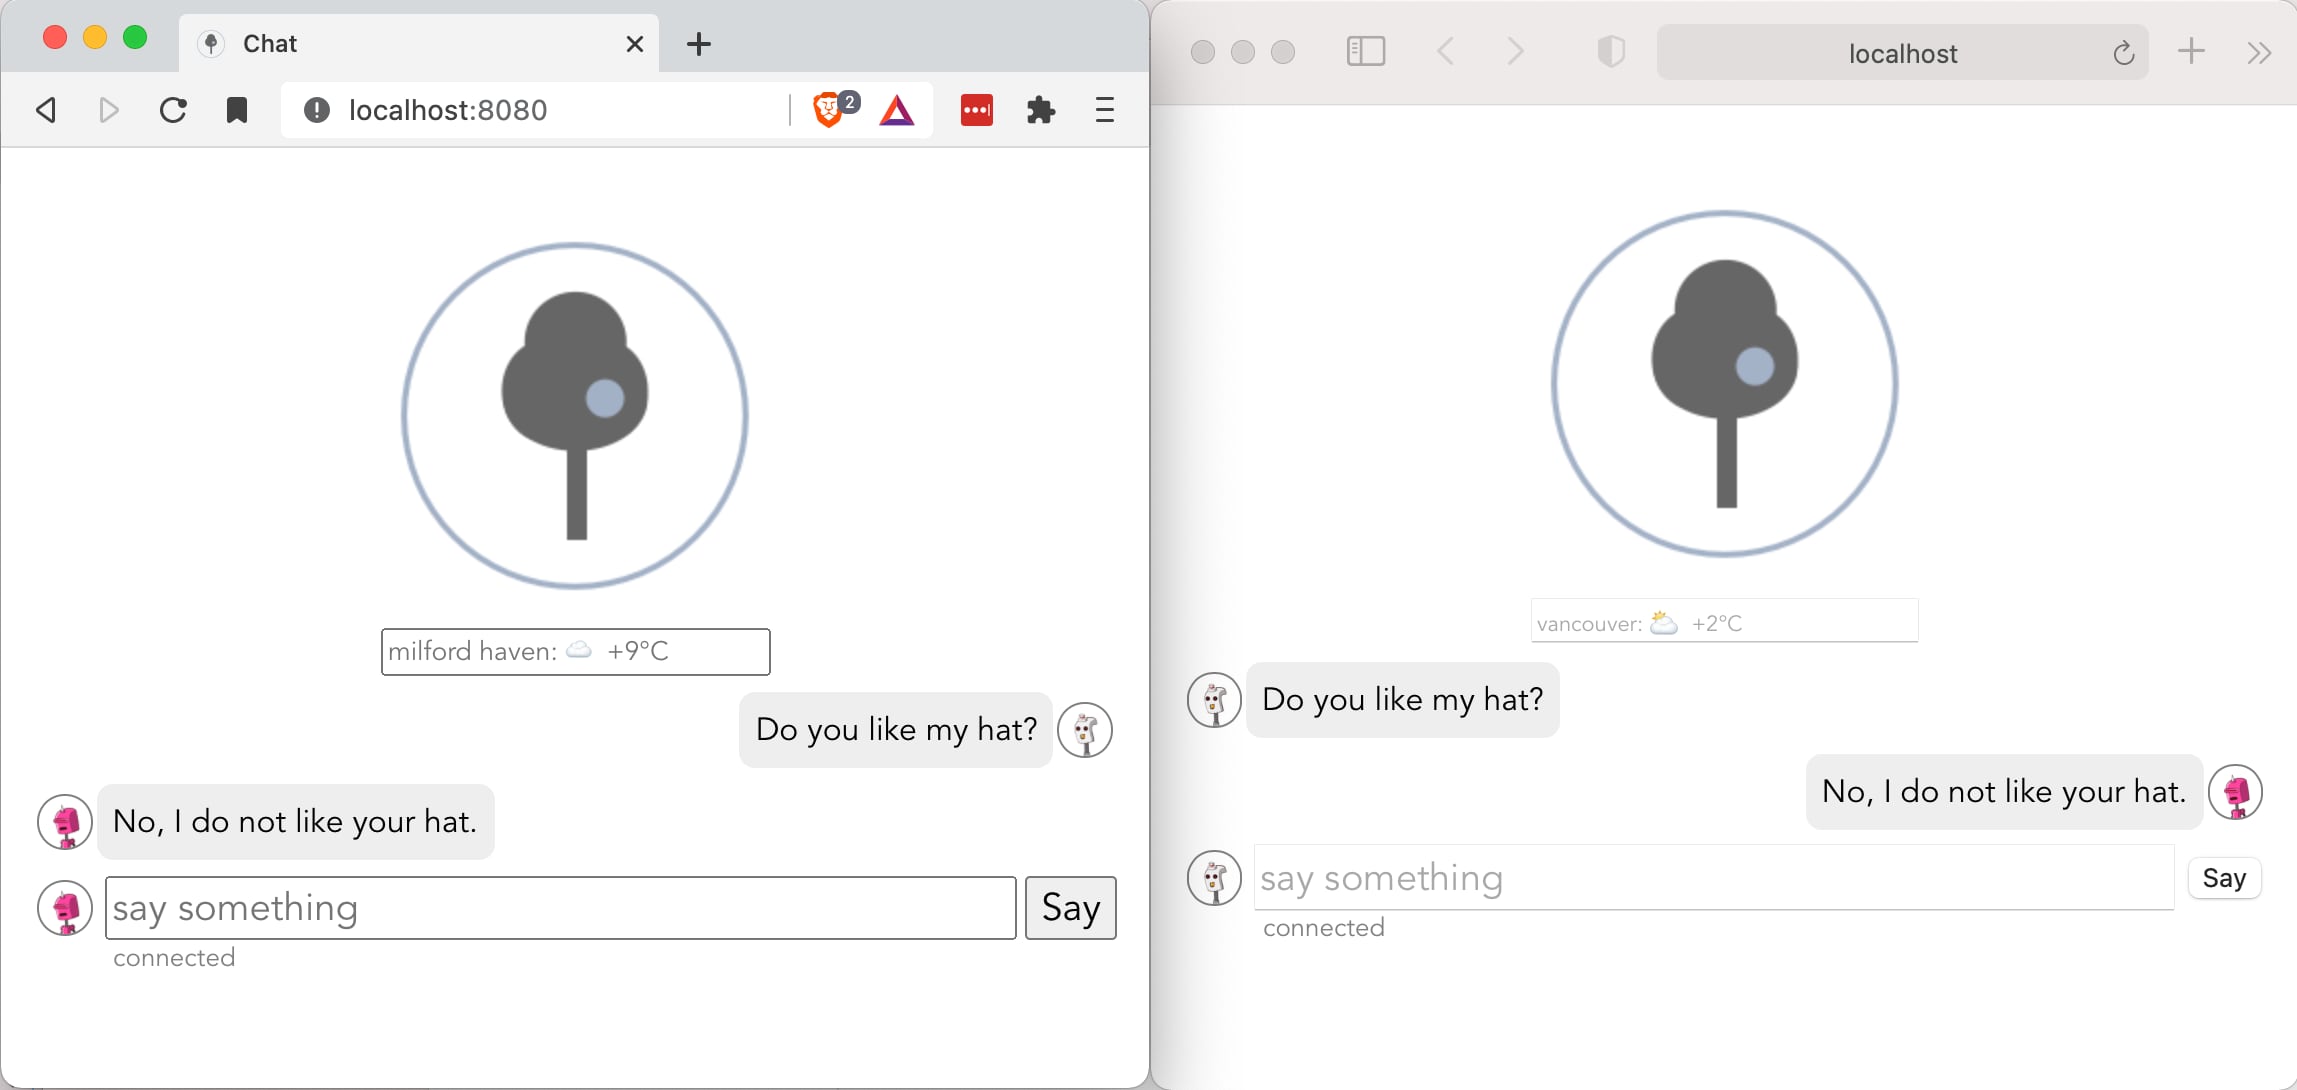 Chat
localhost:8080
2
milford haven: ☁️ +9°C
Do you like my hat?
No, I do not like your hat.
say something
Say
connected
localhost
vancouver: 🌤️ +2°C
Do you like my hat?
No, I do not like your hat.
say something
Say
connected